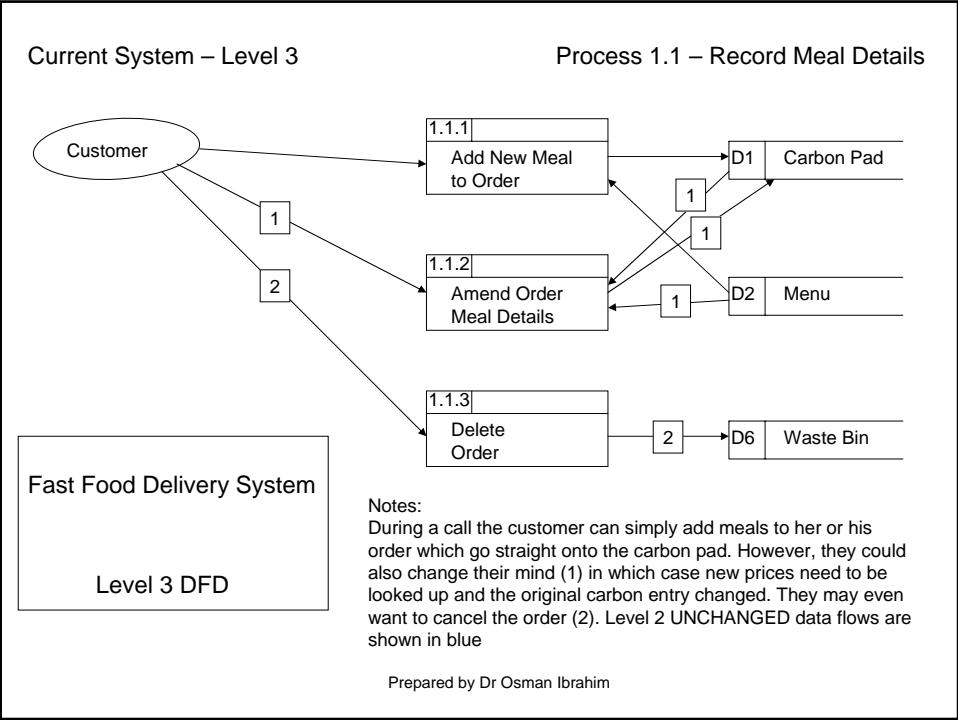 Current System – Level 3
Process 1.1 – Record Meal Details
Customer
1.1.1
Add New Meal
to Order
D1
Carbon Pad
1
1
1
1.1.2
Amend Order
Meal Details
1
D2
Menu
2
1.1.3
Delete
Order
2
D6
Waste Bin
Fast Food Delivery System
Level 3 DFD
Notes:
During a call the customer can simply add meals to her or his
order which go straight onto the carbon pad. However, they could
also change their mind (1) in which case new prices need to be
looked up and the original carbon entry changed. They may even
want to cancel the order (2). Level 2 UNCHANGED data flows are
shown in blue
Prepared by Dr Osman Ibrahim